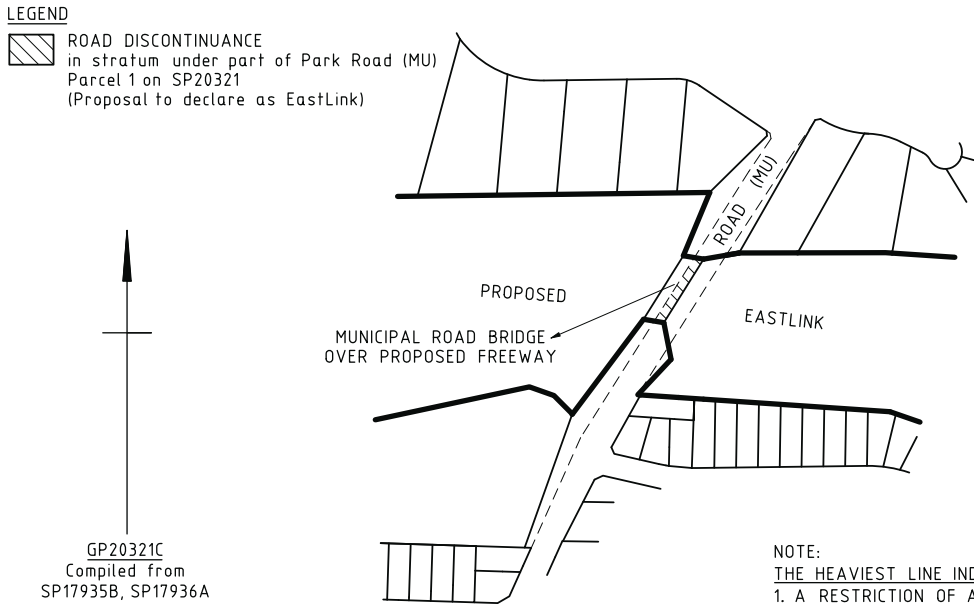 LEGEND
ROAD DISCONTINUANCE
in stratum under part of Park Road (MU)
Parcel 1 on SP20321
(Proposal to declare as EastLink)
ROAD (MU)
PROPOSED
EASTLINK
MUNICIPAL ROAD BRIDGE
OVER PROPOSED FREEWAY
GP20321C
Compiled from
SP17935B, SP17936A
NOTE:
THE HEAVIEST LINE IND
1. A RESTRICTION OF A